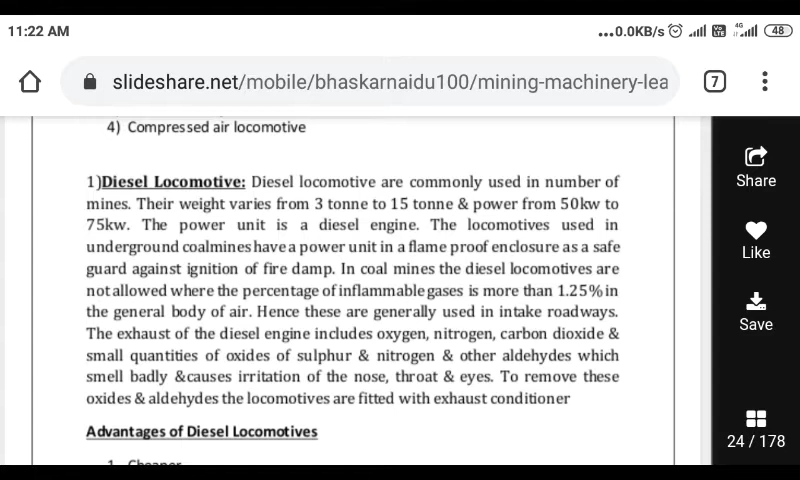 11:22 AM
...0.0KB/s 4G 48
slideshare.net/mobile/bhaskarnaidu100/mining-machinery-lea
7
4) Compressed air locomotive
1)Diesel Locomotive: Diesel locomotive are commonly used in number of
mines. Their weight varies from 3 tonne to 15 tonne & power from 50kw to
75kw. The power unit is a diesel engine. The locomotives used in
underground coalmines have a power unit in a flame proof enclosure as a safe
guard against ignition of fire damp. In coal mines the diesel locomotives are
not allowed where the percentage of inflammable gases is more than 1.25% in
the general body of air. Hence these are generally used in intake roadways.
The exhaust of the diesel engine includes oxygen, nitrogen, carbon dioxide &
small quantities of oxides of sulphur & nitrogen & other aldehydes which
smell badly &causes irritation of the nose, throat & eyes. To remove these
oxides & aldehydes the locomotives are fitted with exhaust conditioner
Advantages of Diesel Locomotives
1. Cheaper
Share
Like
Save
24 / 178